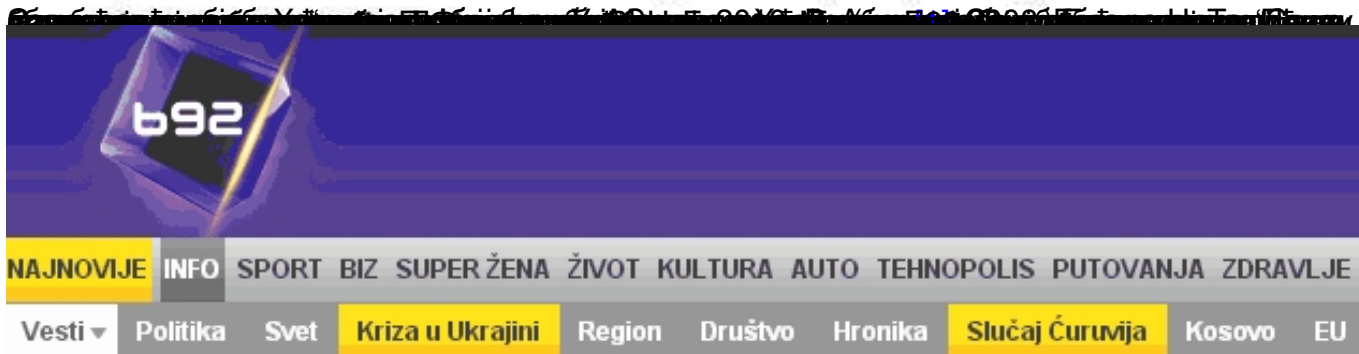 b92
NAJNOVIJE INFO SPORT BIZ SUPER ŽENA ŽIVOT KULTURA AUTO TEHNOPOLIS PUTOVANJA ZDRAVLJE
Vesti Politika Svet Kriza u Ukrajini Region Društvo Hronika Slučaj Ćuruvija Kosovo EU